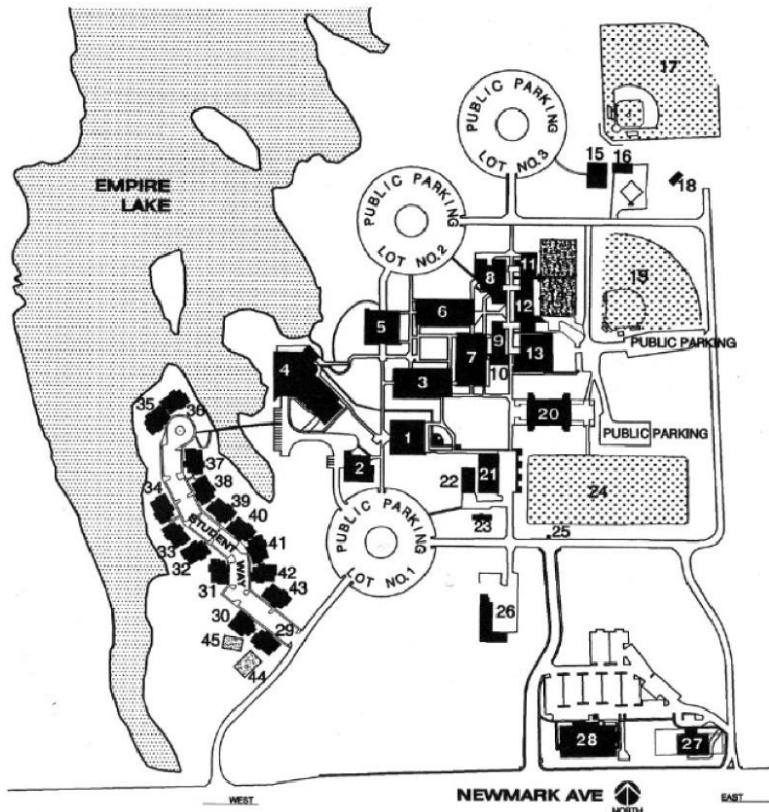 17
PUBLIC PARKING
LOT NO.3
15
16
18
EMPIRE
LAKE
PUBLIC PARKING
LOT NO.2
8
11
12
19
6
5
9
7
13
PUBLIC PARKING
10
4
3
35
36
20
1
PUBLIC PARKING
37
2
22
21
38
24
34
39
23
40
PUBLIC PARKING
LOT NO.1
25
33
STUDENT
WAY
32
41
42
31
43
26
30
29
45
44
28
27
NEWMARK AVE
WEST
NORTH
EAST